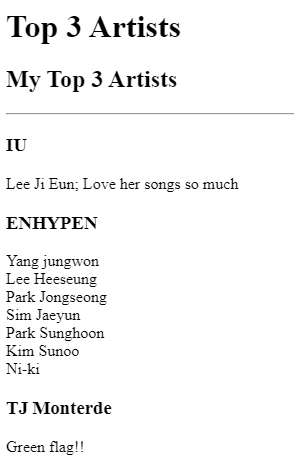 Top 3 Artists
My Top 3 Artists
IU
Lee Ji Eun; Love her songs so much
ENHYPEN
Yang jungwon
Lee Heeseung
Park Jongseong
Sim Jaeyun
Park Sunghoon
Kim Sunoo
Ni-ki
TJ Monterde
Green flag!!